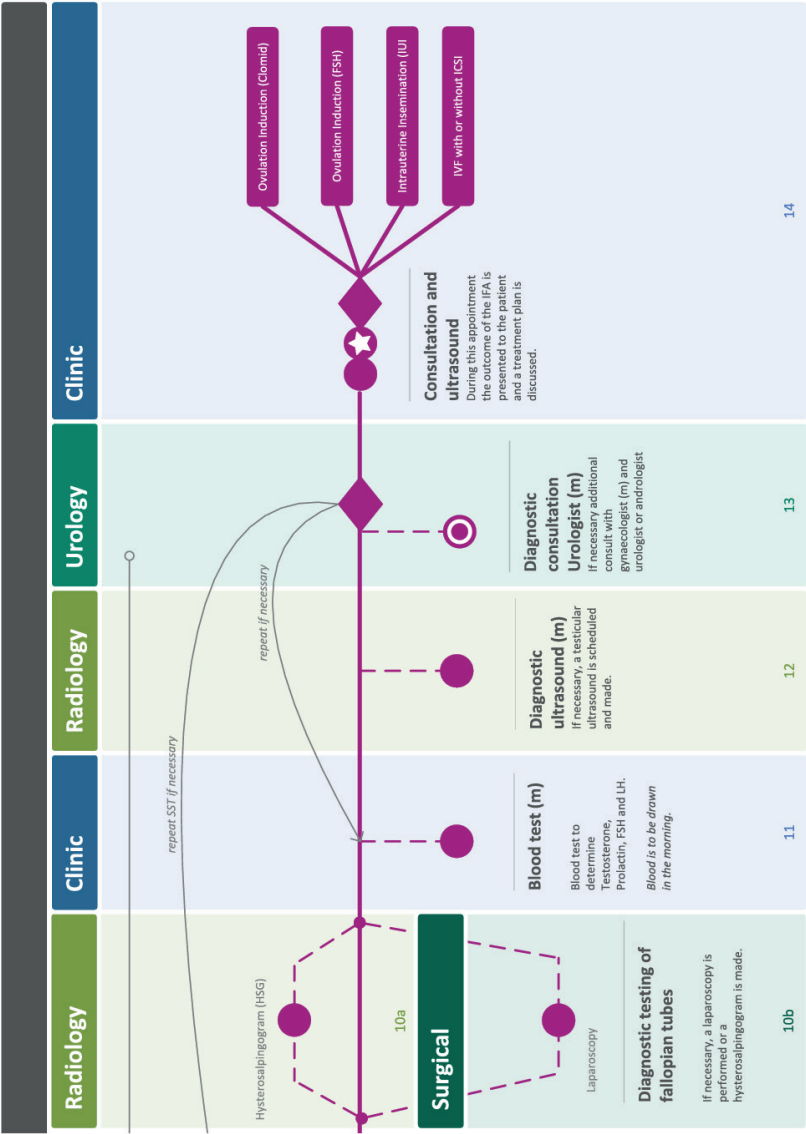 Radiology
Clinic
Radiology
Urology
Clinic
repeat SST if necessary
repeat if necessary
Hysterosalpingogram (HSG)
10a
Surgical
Laparoscopy
Diagnostic testing of
fallopian tubes
If necessary, a laparoscopy is
performed or a
hysterosalpingogram is made.
10b
Blood test (m)
Blood test to
determine
Testosterone,
Prolactin, FSH and LH.
Blood is to be drawn
in the morning.
11
Diagnostic
ultrasound (m)
If necessary, a testicular
ultrasound is scheduled
and made.
12
Diagnostic
consultation
Urologist (m)
If necessary additional
consult with
gynaecologist (m) and
urologist or andrologist
13
Ovulation Induction (Clomid)
Ovulation Induction (FSH)
Intrauterine Insemination (IUI
IVF with or without ICSI
Consultation and
ultrasound
During this appointment
the outcome of the IFA is
presented to the patient
and a treatment plan is
discussed.
14